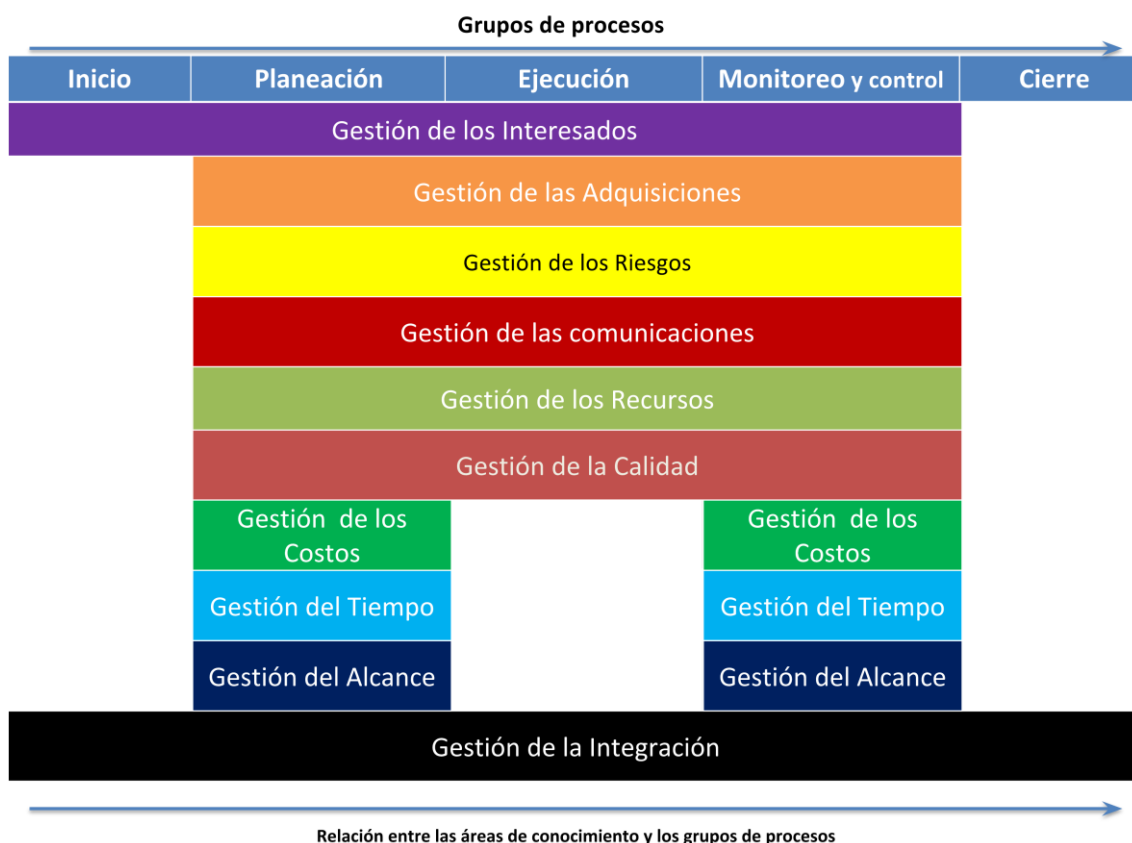 Grupos de procesos
Inicio Planeación Ejecución Monitoreo y control Cierre
Gestión de los Interesados
Gestión de las Adquisiciones
Gestión de los Riesgos
Gestión de las comunicaciones
Gestión de los Recursos
Gestión de la Calidad
Gestión de los
Costos
Gestión de los
Costos
Gestión del Tiempo Gestión del Tiempo
Gestión del Alcance Gestión del Alcance
Gestión de la Integración
Relación entre las áreas de conocimiento y los grupos de procesos